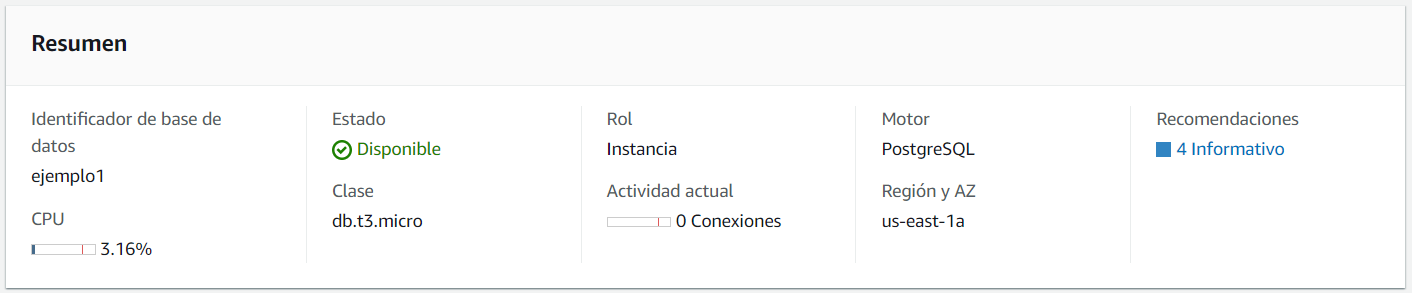 Resumen
Identificador de base de
datos
ejemplo1
CPU
3.16%
Estado
Disponible
Clase
db.t3.micro
Rol
Instancia
Actividad actual
0 Conexiones
Motor
PostgreSQL
Región y AZ
us-east-1a
Recomendaciones
4 Informativo